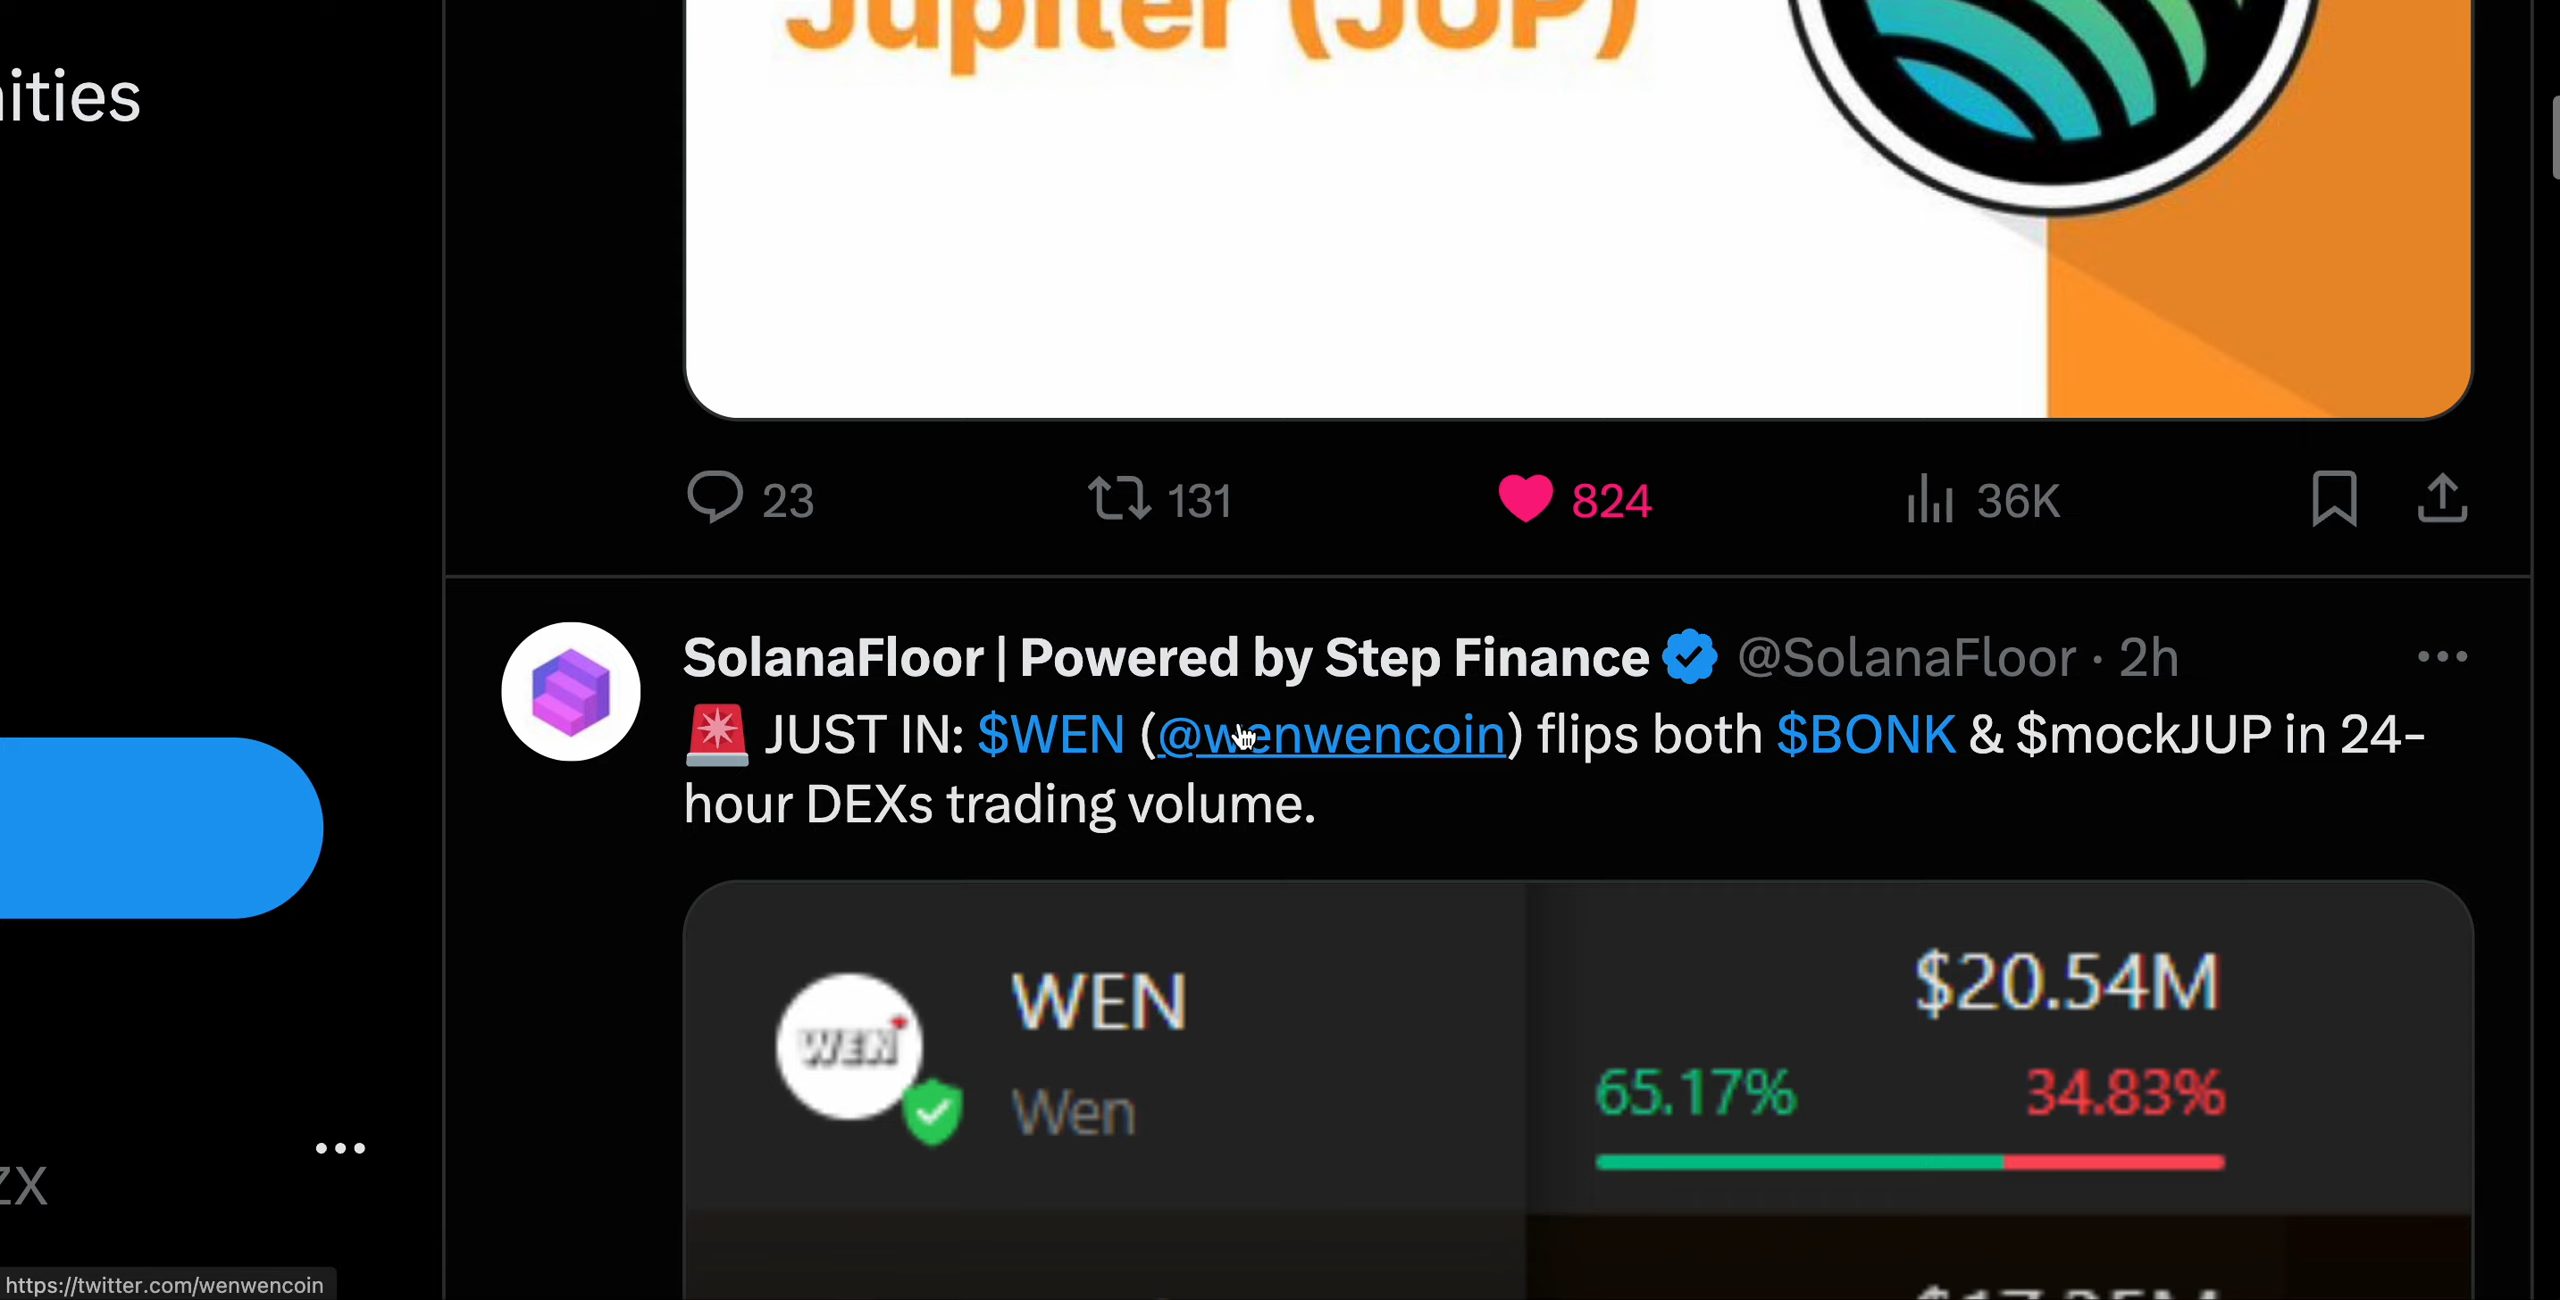 Jupiter (JUP)
ities
23 131 824 36K
SolanaFloor | Powered by Step Finance @SolanaFloor · 2h
🚨 JUST IN: $WEN (@wenwencoin) flips both $BONK & $mockJUP in 24-
hour DEXs trading volume.
WEN
WEN
Wen
$20.54M
65.17% 34.83%
ZX
https://twitter.com/wenwencoin